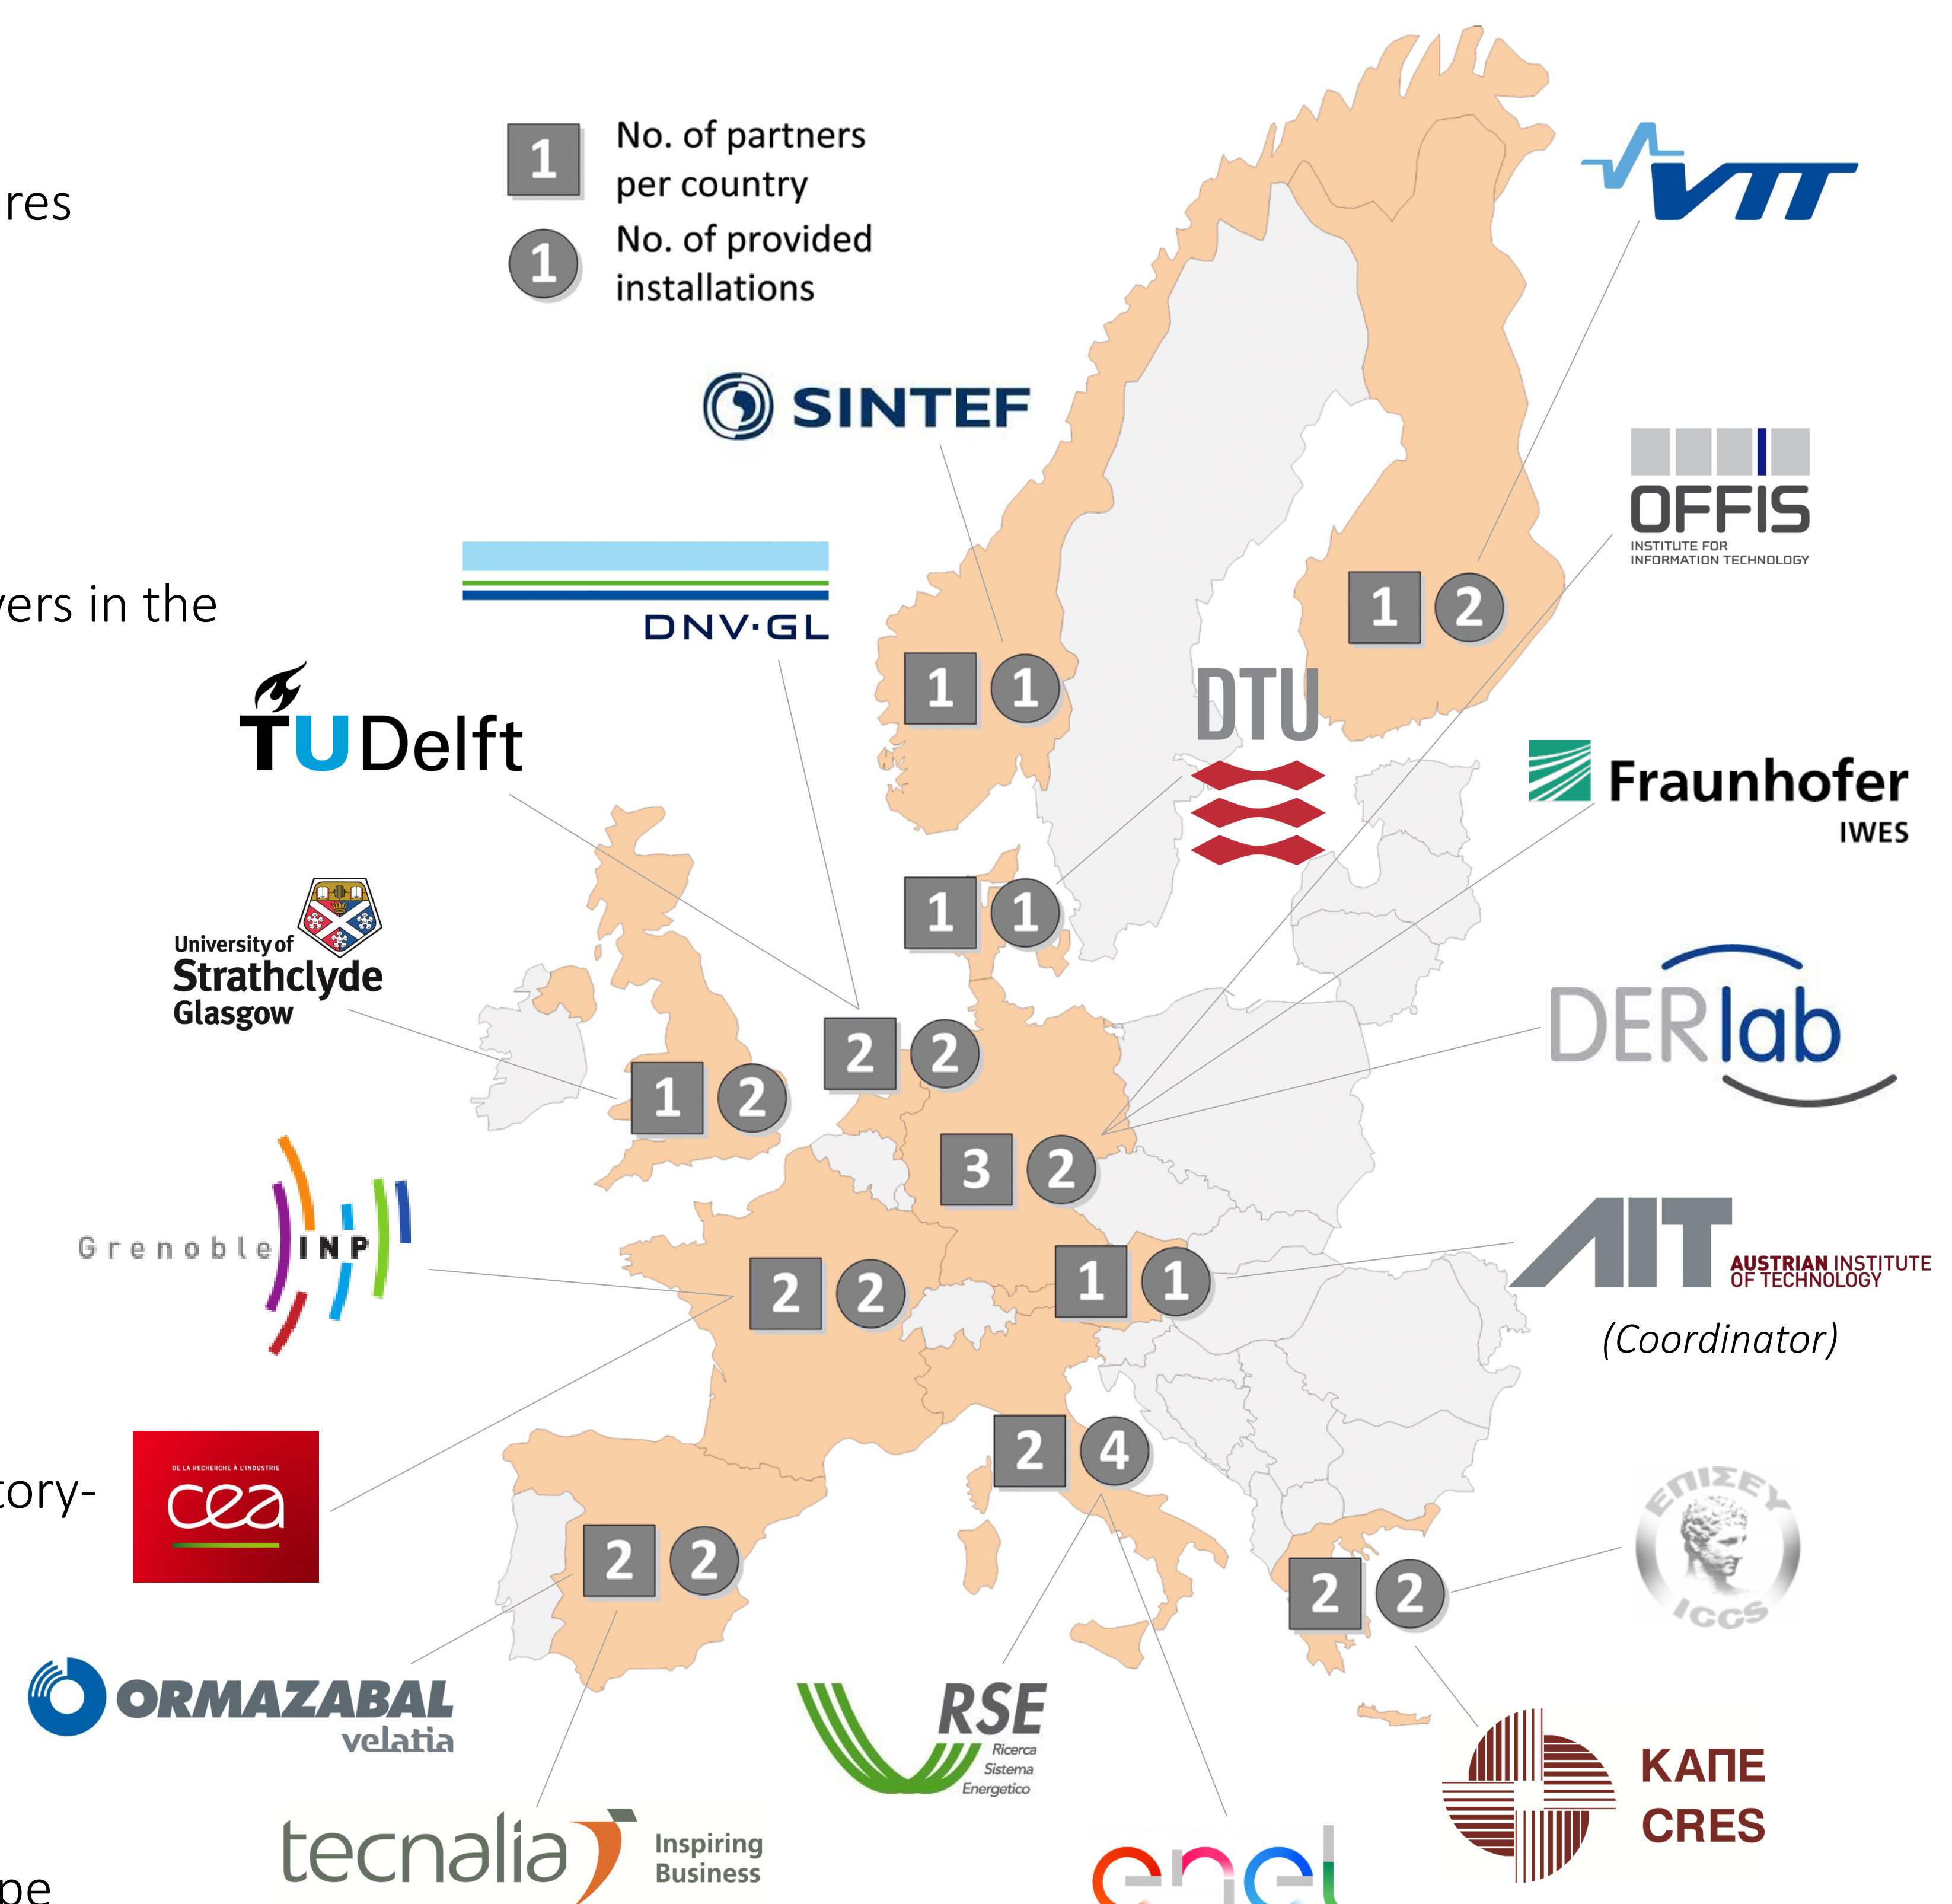 res
vers in the
tory-
pe
1 No. of partners
per country
1 No. of provided
installations
VTT
SINTEF
OFFIS
INSTITUTE FOR
INFORMATION TECHNOLOGY
DNV·GL
1 2
TUDelft
1 1
DTU
Fraunhofer
IWES
University of
Strathclyde
Glasgow
1 1
DERlab
2 2
1 2
3 2
Grenoble INP
AIT AUSTRIAN INSTITUTE
OF TECHNOLOGY
(Coordinator)
2 2
1 1
2 4
DE LA RECHERCHE À L'INDUSTRIE
cea
2 2
2 2
ΕΠΙΣΕΥ
ICCS
ORMAZABAL
velatia
RSE
Ricerca
Sistema
Energetico
ΚΑΠΕ
CRES
tecnalia Inspiring
Business
enel